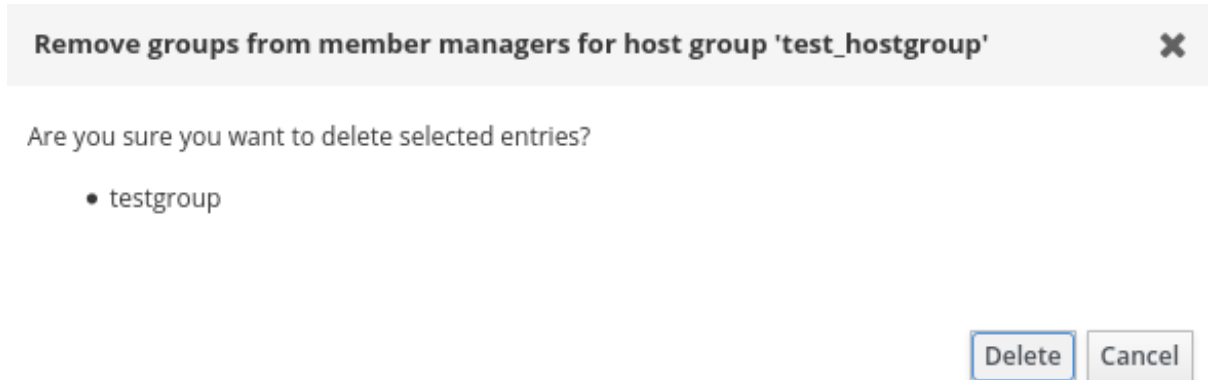 Remove groups from member managers for host group 'test_hostgroup'
Are you sure you want to delete selected entries?
• testgroup
Delete Cancel